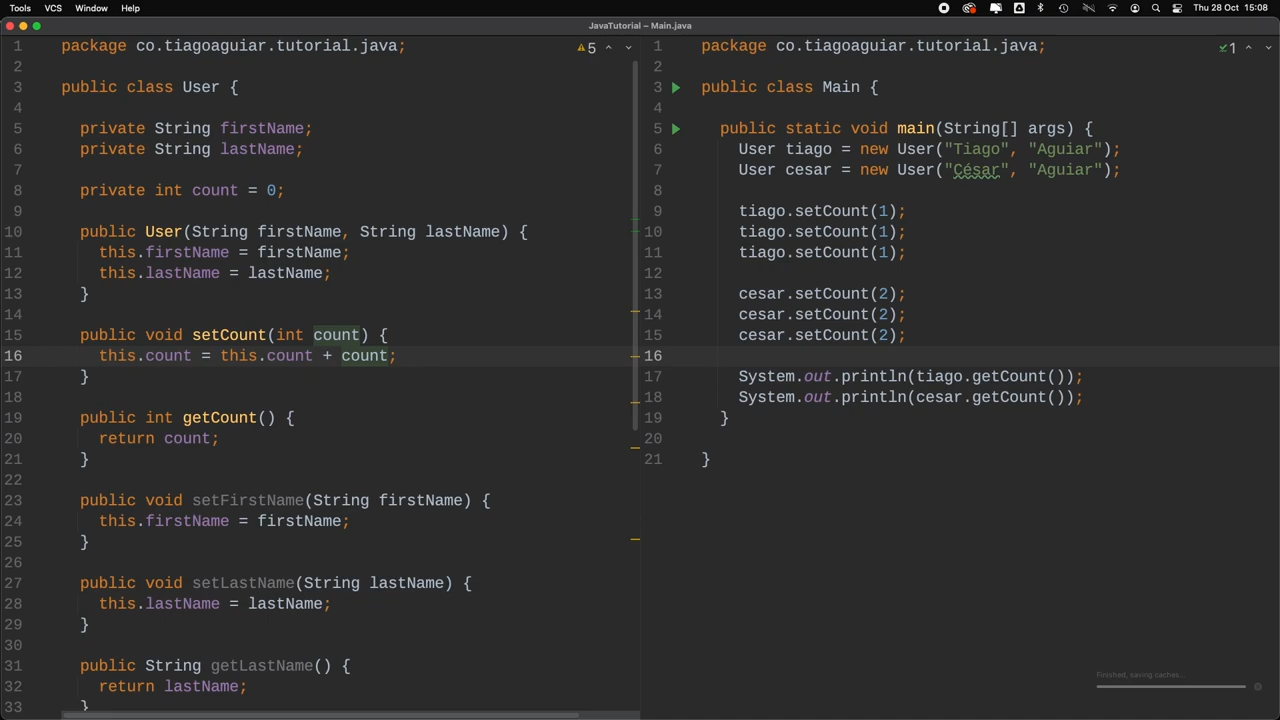 Tools VCS Window Help Thu 28 Oct 15:08
JavaTutorial – Main.java
1 package co.tiagoaguiar.tutorial.java; 5
2
3 public class User {
4
5 private String firstName;
6 private String lastName;
7
8 private int count = 0;
9
10 public User(String firstName, String lastName) {
11 this.firstName = firstName;
12 this.lastName = lastName;
13 }
14
15 public void setCount(int count) {
16 this.count = this.count + count;
17 }
18
19 public int getCount() {
20 return count;
21 }
22
23 public void setFirstName(String firstName) {
24 this.firstName = firstName;
25 }
26
27 public void setLastName(String lastName) {
28 this.lastName = lastName;
29 }
30
31 public String getLastName() {
32 return lastName;
33 }
1 package co.tiagoaguiar.tutorial.java; 1
2
3 public class Main {
4
5 public static void main(String[] args) {
6 User tiago = new User("Tiago", "Aguiar");
7 User cesar = new User("César", "Aguiar");
8
9 tiago.setCount(1);
10 tiago.setCount(1);
11 tiago.setCount(1);
12
13 cesar.setCount(2);
14 cesar.setCount(2);
15 cesar.setCount(2);
16
17 System.out.println(tiago.getCount());
18 System.out.println(cesar.getCount());
19 }
20
21 }
Finished, saving caches...